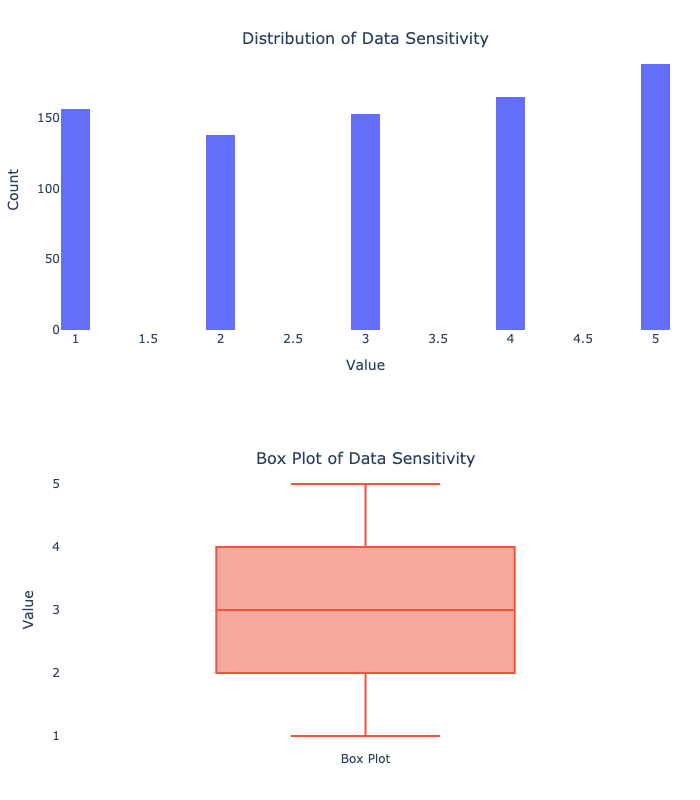 Distribution of Data Sensitivity
150
100
50
0
Count
1 1.5 2 2.5 3 3.5 4 4.5 5
Value
Box Plot of Data Sensitivity
5
4
3
2
1
Value
Box Plot